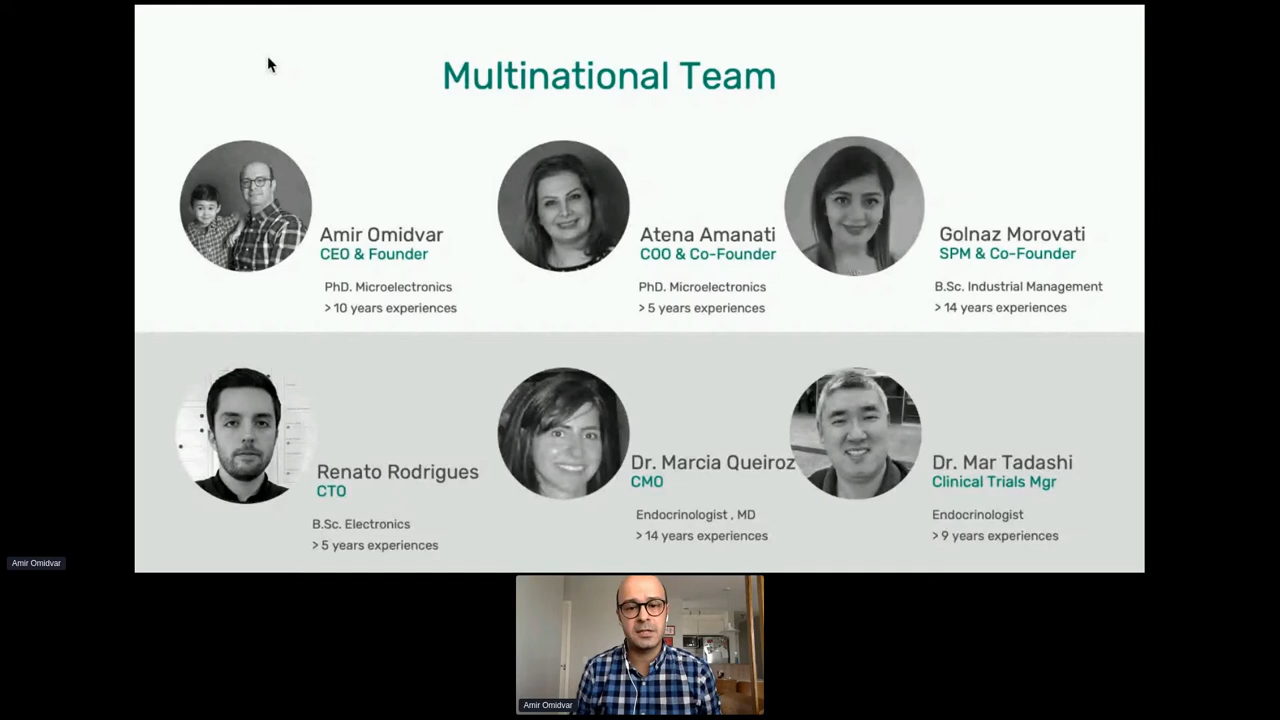 Multinational Team
Amir Omidvar
CEO & Founder
PhD. Microelectronics
> 10 years experiences
Atena Amanati
COO & Co-Founder
PhD. Microelectronics
> 5 years experiences
Golnaz Morovati
SPM & Co-Founder
B.Sc. Industrial Management
> 14 years experiences
Renato Rodrigues
CTO
B.Sc. Electronics
> 5 years experiences
Dr. Marcia Queiroz
CMO
Endocrinologist , MD
> 14 years experiences
Dr. Mar Tadashi
Clinical Trials Mgr
Endocrinologist
> 9 years experiences
Amir Omidvar
Amir Omidvar